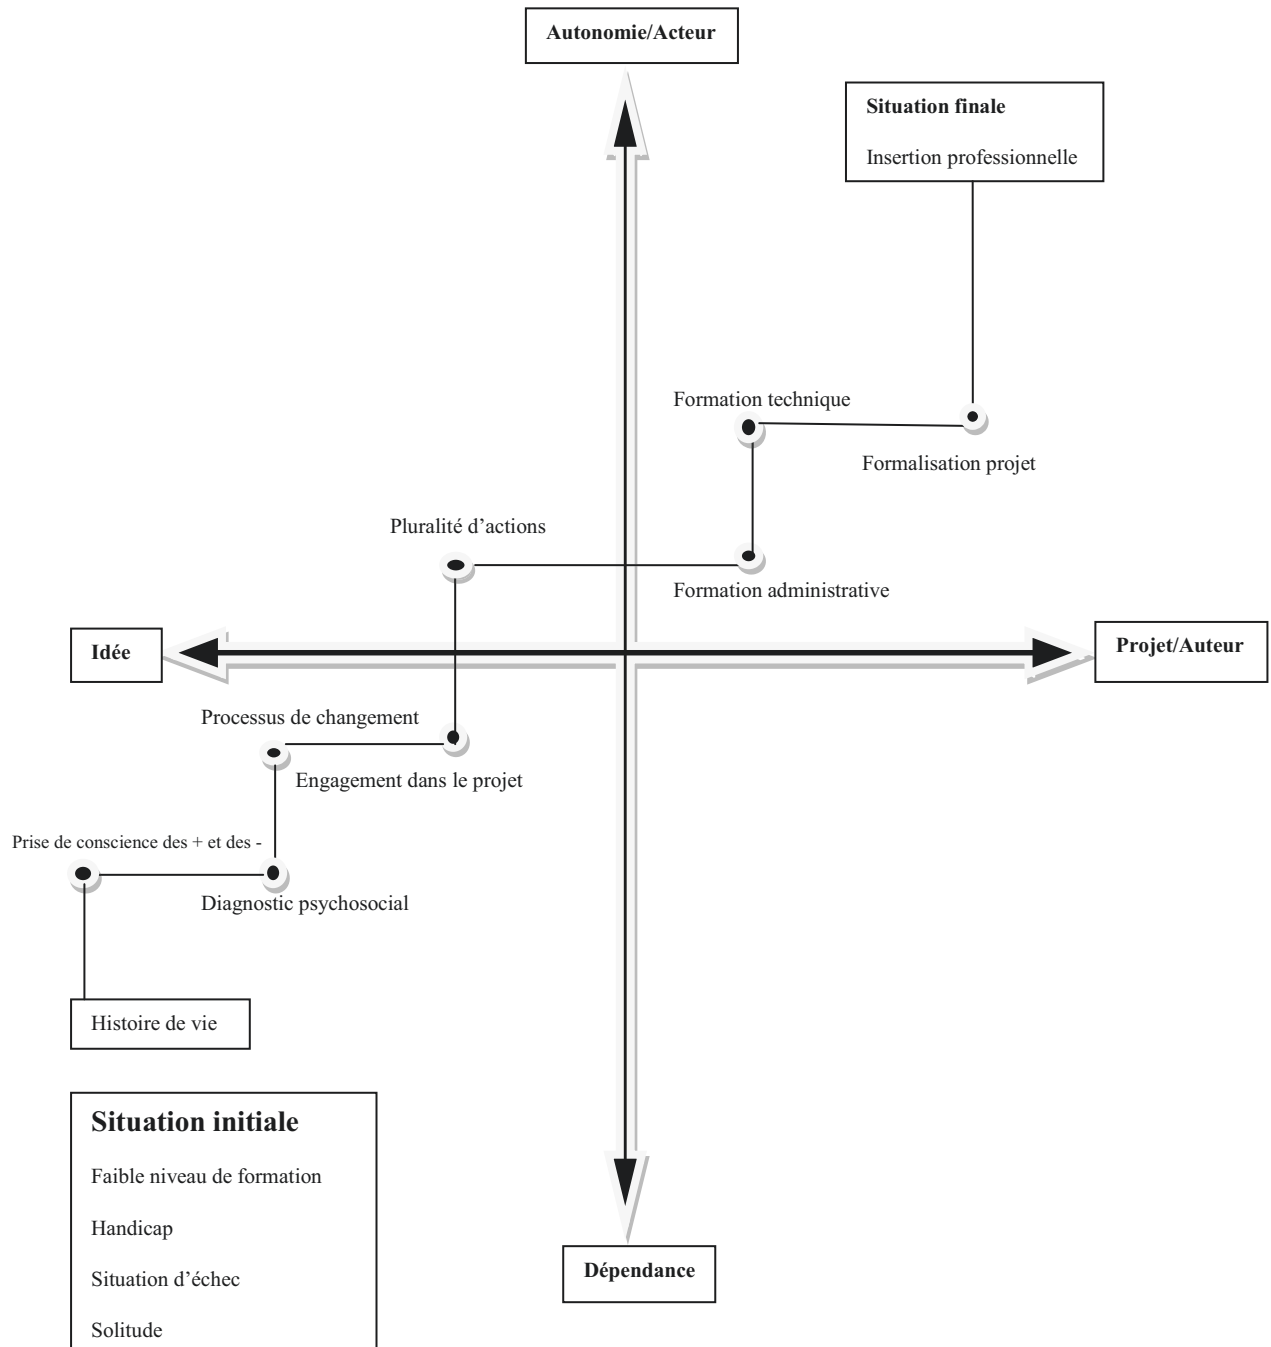 Autonomie/Acteur
Situation finale
Insertion professionnelle
Formation technique
Formalisation projet
Pluralité d’actions
Formation administrative
Idée
Projet/Auteur
Processus de changement
Engagement dans le projet
Prise de conscience des + et des -
Diagnostic psychosocial
Histoire de vie
Situation initiale
Faible niveau de formation
Handicap
Situation d’échec
Solitude
Dépendance